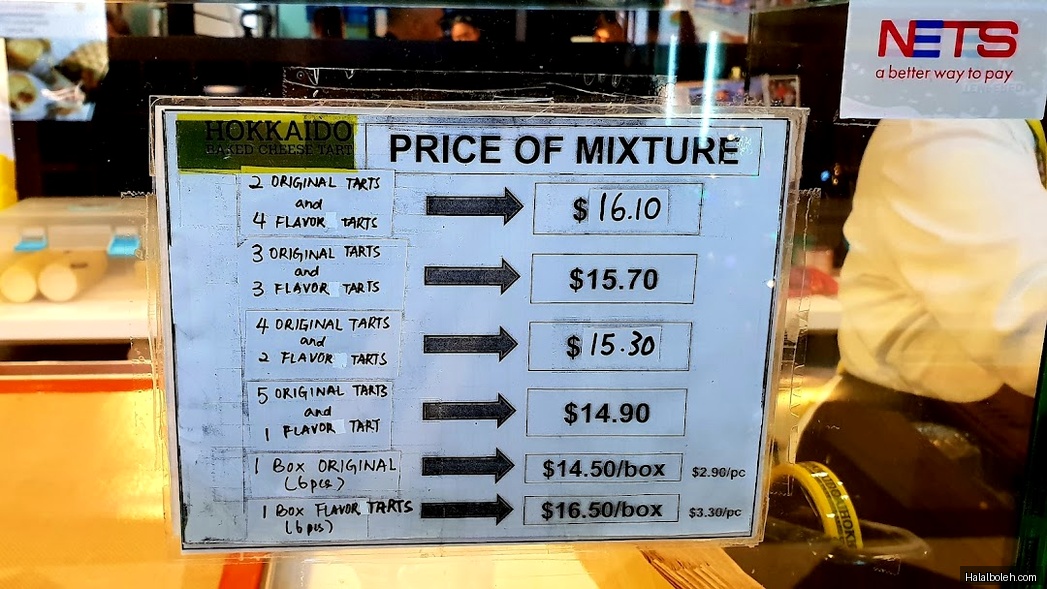 NETS
a better way to pay
HOKKAIDO
BAKED CHEESE TART
PRICE OF MIXTURE
2 ORIGINAL TARTS
and
4 FLAVOR TARTS
$ 16.10
3 ORIGINAL TARTS
and
3 FLAVOR TARTS
$15.70
4 ORIGINAL TARTS
and
2 FLAVOR TARTS
$ 15.30
5 ORIGINAL TARTS
and
1 FLAVOR TART
$14.90
1 BOX ORIGINAL
(6pcs)
$14.50/box
$2.90/pc
1 BOX FLAVOR TARTS
(6pcs)
$16.50/box
$3.30/pc
Halalboleh.com